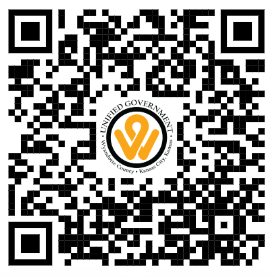 • UNIFIED GOVERNMENT •
Wyandotte County • Kansas City, Kansas